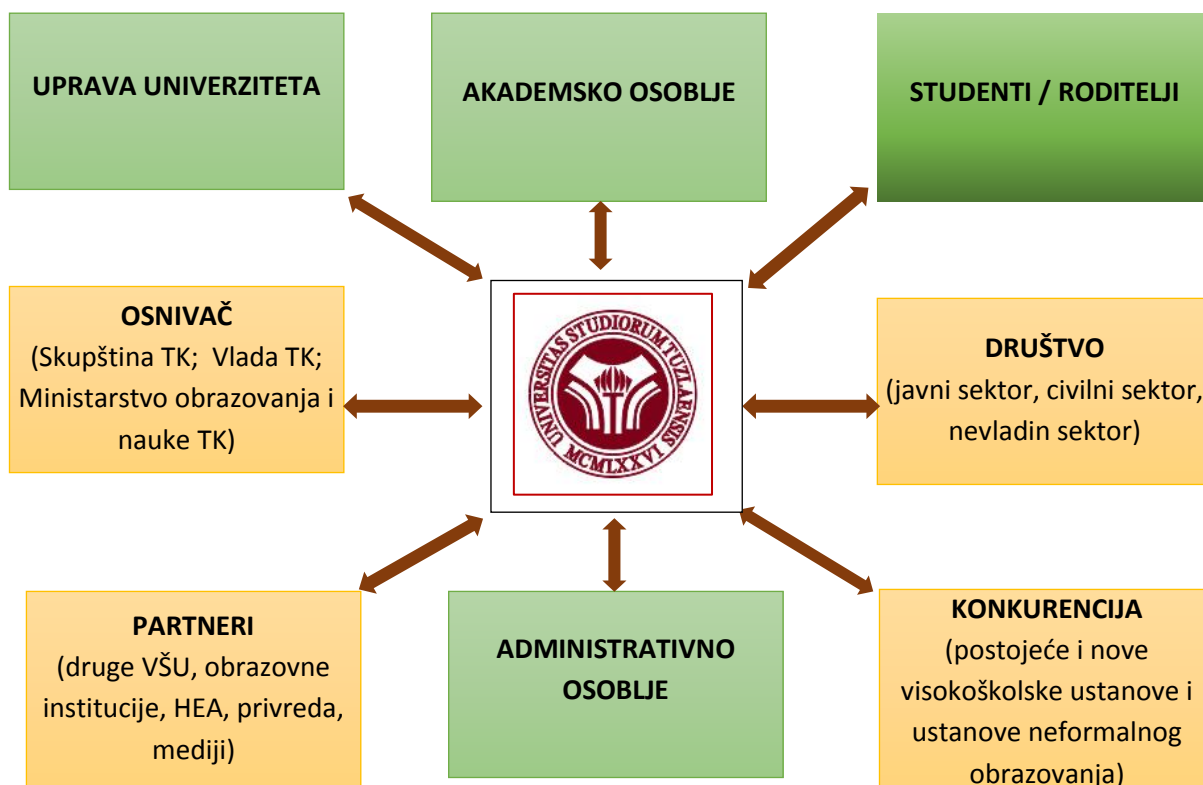 UPRAVA UNIVERZITETA
AKADEMSKO OSOBLJE
STUDENTI / RODITELJI
OSNIVAČ
(Skupština TK; Vlada TK;
Ministarstvo obrazovanja i
nauke TK)
UNIVERSITAS STUDIORUM TUZLAENSIS
MCMLXXVI
DRUŠTVO
(javni sektor, civilni sektor,
nevladin sektor)
PARTNERI
(druge VŠU, obrazovne
institucije, HEA, privreda,
mediji)
ADMINISTRATIVNO
OSOBLJE
KONKURENCIJA
(postojeće i nove
visokoškolske ustanove i
ustanove neformalnog
obrazovanja)